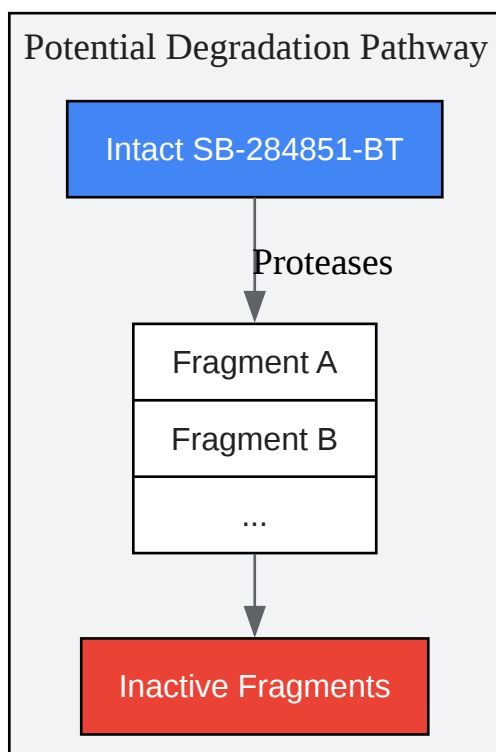 Potential Degradation Pathway
Intact SB-284851-BT
Proteases
Fragment A
Fragment B
...
Inactive Fragments